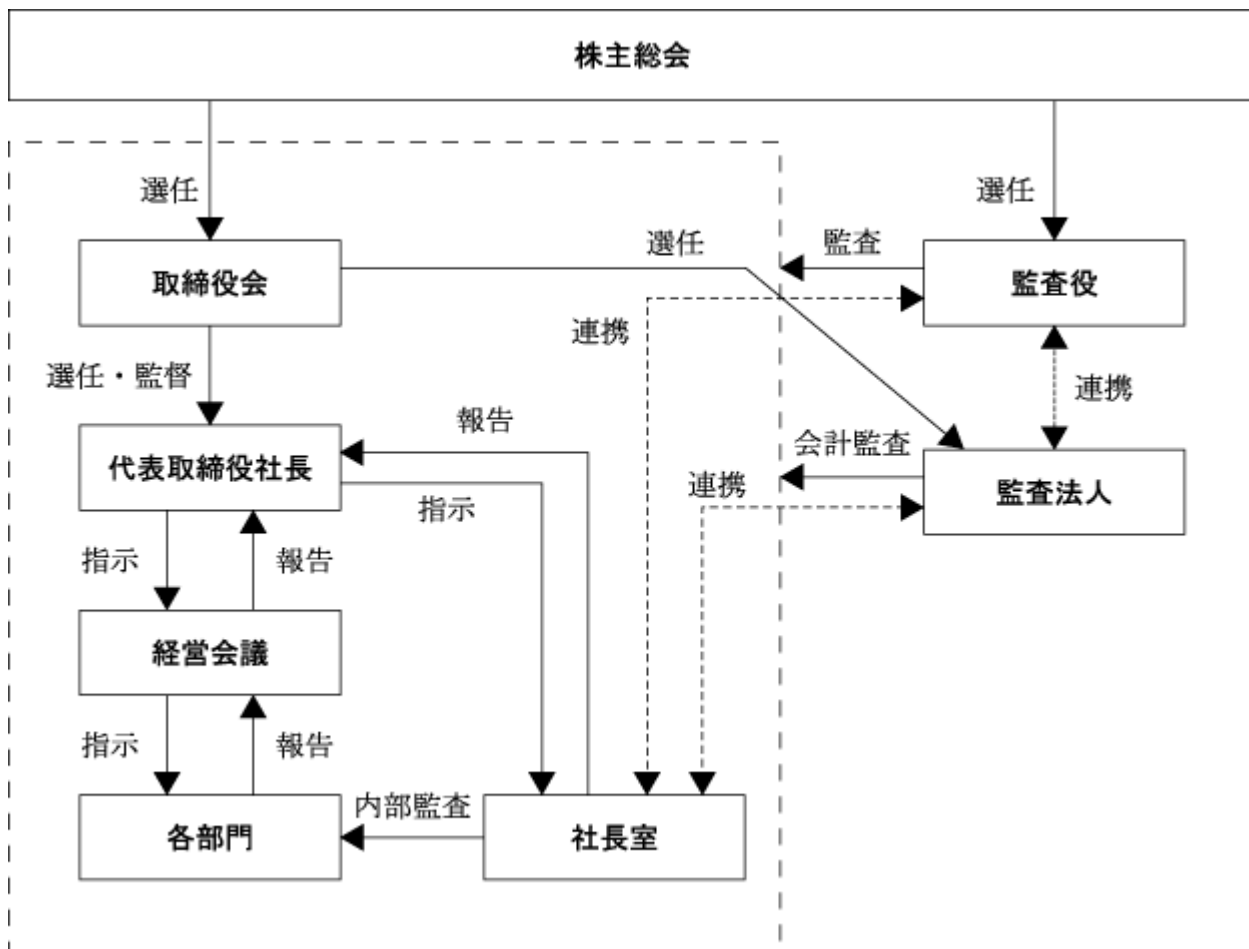 株主総会
選任
選任
取締役会
選任
監査
監査役
連携
選任・監督
連携
代表取締役社長
報告
指示
連携
会計監査
監査法人
指示
報告
経営会議
指示
報告
各部門
内部監査
社長室